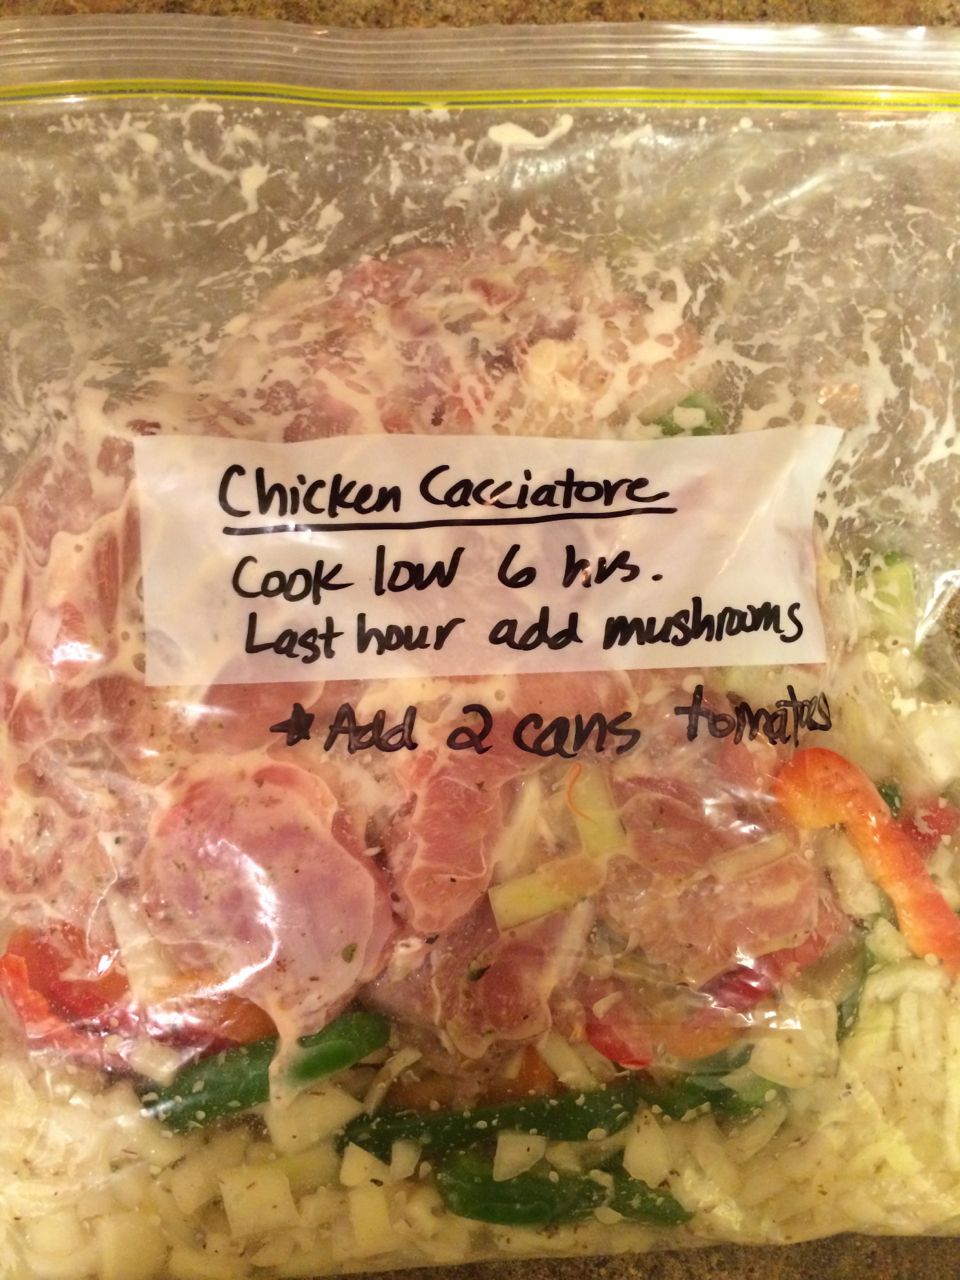 Chicken Cacciatore
Cook low 6 hrs.
Last hour add mushrooms
*Add 2 cans tomatoes